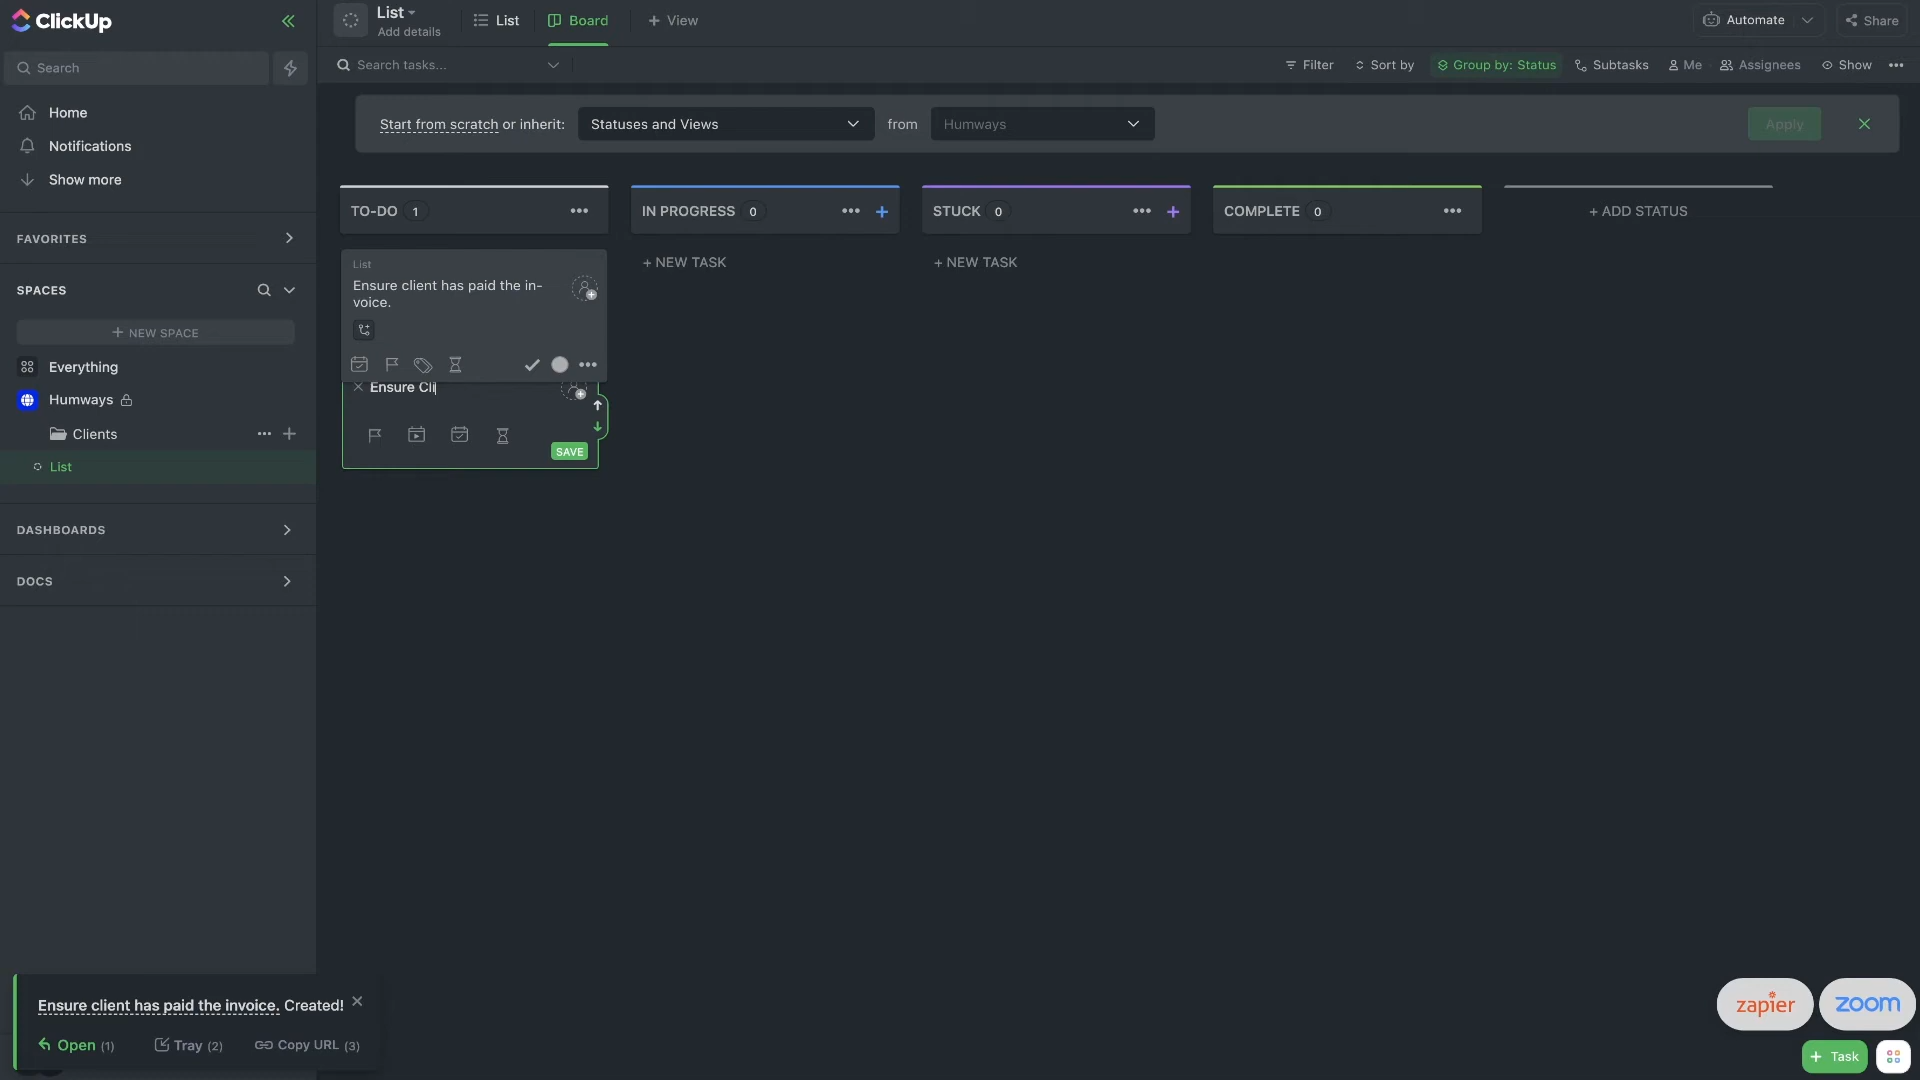 ClickUp
Search
Home
Notifications
Show more
FAVORITES
SPACES
+ NEW SPACE
Everything
Humways
Clients
List
DASHBOARDS
DOCS
List
Add details
List
Board
+ View
Automate
Share
Search tasks...
Filter
Sort by
Group by: Status
Subtasks
Me
Assignees
Show
Start from scratch or inherit:
Statuses and Views
from
Humways
Apply
TO-DO 1
IN PROGRESS 0
STUCK 0
COMPLETE 0
+ ADD STATUS
List
Ensure client has paid the in-
voice.
+ NEW TASK
+ NEW TASK
Ensure Cli
SAVE
Ensure client has paid the invoice. Created!
Open (1)
Tray (2)
Copy URL (3)
zapier
zoom
+ Task